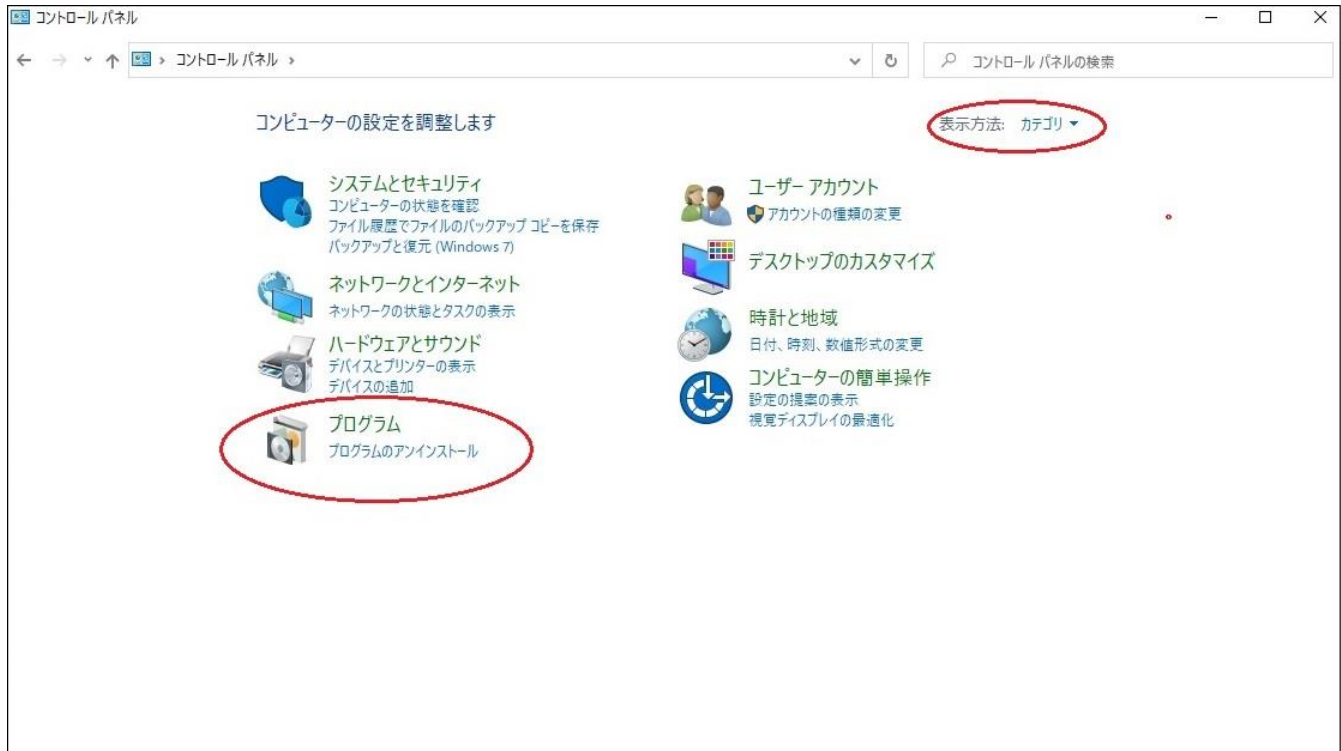 コントロール パネル
コントロール パネル
コントロール パネルの検索
コンピューターの設定を調整します
表示方法: カテゴリ
システムとセキュリティ
コンピューターの状態を確認
ファイル履歴でファイルのバックアップ コピーを保存
バックアップと復元 (Windows 7)
ネットワークとインターネット
ネットワークの状態とタスクの表示
ハードウェアとサウンド
デバイスとプリンターの表示
デバイスの追加
プログラム
プログラムのアンインストール
ユーザー アカウント
アカウントの種類の変更
デスクトップのカスタマイズ
時計と地域
日付、時刻、数値形式の変更
コンピューターの簡単操作
設定の提案の表示
視覚ディスプレイの最適化